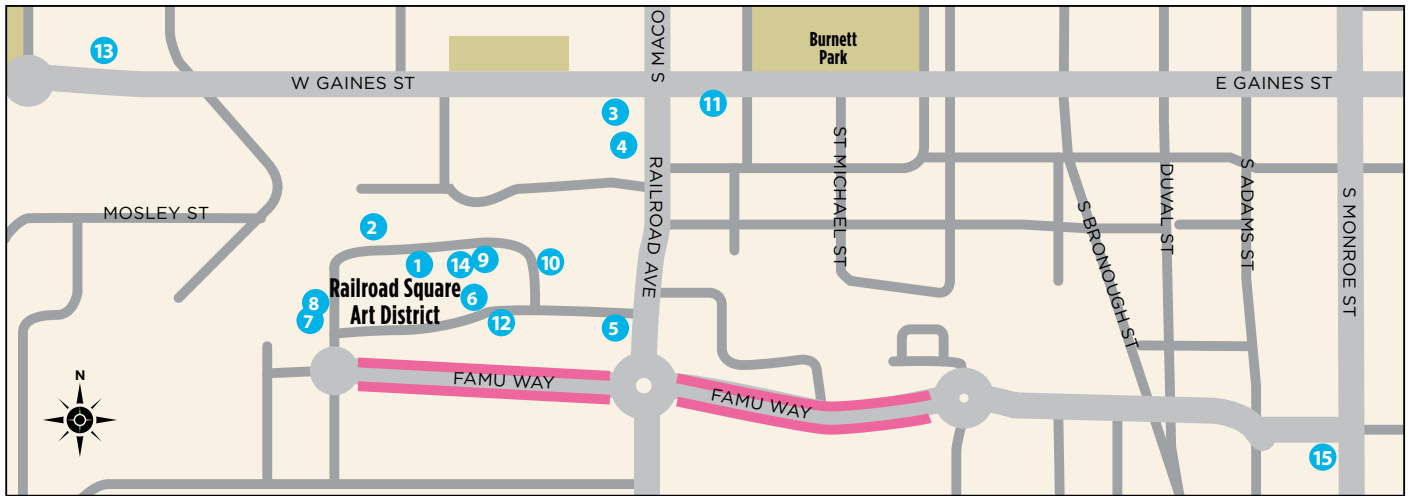 S MACO
Burnett
Park
13
W GAINES ST
E GAINES ST
3
11
4
ST MICHAEL ST
RAILROAD AVE
DUVAL ST
S ADAMS ST
S MONROE ST
MOSLEY ST
S BRONOUGH ST
2
1
14
9
10
Railroad Square
Art District
8
6
7
12
5
N
FAMU WAY
FAMU WAY
15